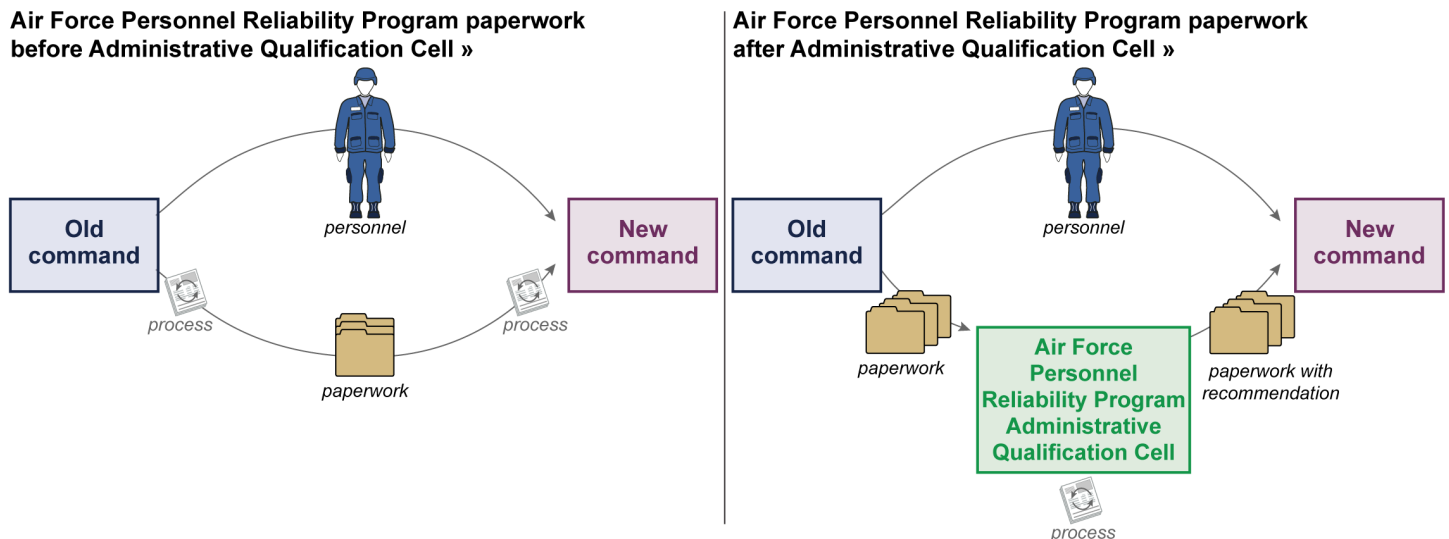 Air Force Personnel Reliability Program paperwork
before Administrative Qualification Cell »
personnel
Old
command
New
command
process
process
paperwork
Air Force Personnel Reliability Program paperwork
after Administrative Qualification Cell »
personnel
Old
command
New
command
paperwork
Air Force
Personnel
Reliability Program
Administrative
Qualification Cell
paperwork with
recommendation
process